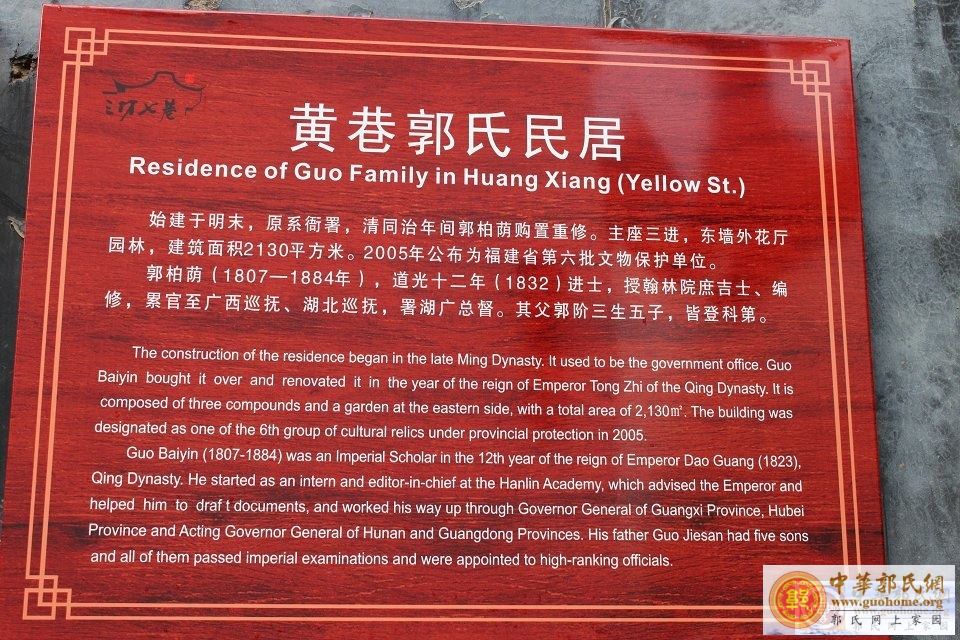 三坊七巷
黄巷郭氏民居
Residence of Guo Family in Huang Xiang (Yellow St.)
始建于明末，原系衙署，清同治年间郭柏荫购置重修。主座三进，东墙外花厅
园林，建筑面积2130平方米。2005年公布为福建省第六批文物保护单位。
郭柏荫（1807—1884年），道光十二年（1832）进士，授翰林院庶吉士、编
修，累官至广西巡抚、湖北巡抚，署湖广总督。其父郭阶三生五子，皆登科第。
The construction of the residence began in the late Ming Dynasty. It used to be the government office. Guo
Baiyin bought it over and renovated it in the year of the reign of Emperor Tong Zhi of the Qing Dynasty. It is
composed of three compounds and a garden at the eastern side, with a total area of 2,130㎡. The building was
designated as one of the 6th group of cultural relics under provincial protection in 2005.
Guo Baiyin (1807-1884) was an Imperial Scholar in the 12th year of the reign of Emperor Dao Guang (1823),
Qing Dynasty. He started as an intern and editor-in-chief at the Hanlin Academy, which advised the Emperor and
helped him to draft documents, and worked his way up through Governor General of Guangxi Province, Hubei
Province and Acting Governor General of Hunan and Guangdong Provinces. His father Guo Jiesan had five sons
and all of them passed imperial examinations and were appointed to high-ranking officials.
中華郭氏網
www.guohome.org
郭氏网上家园